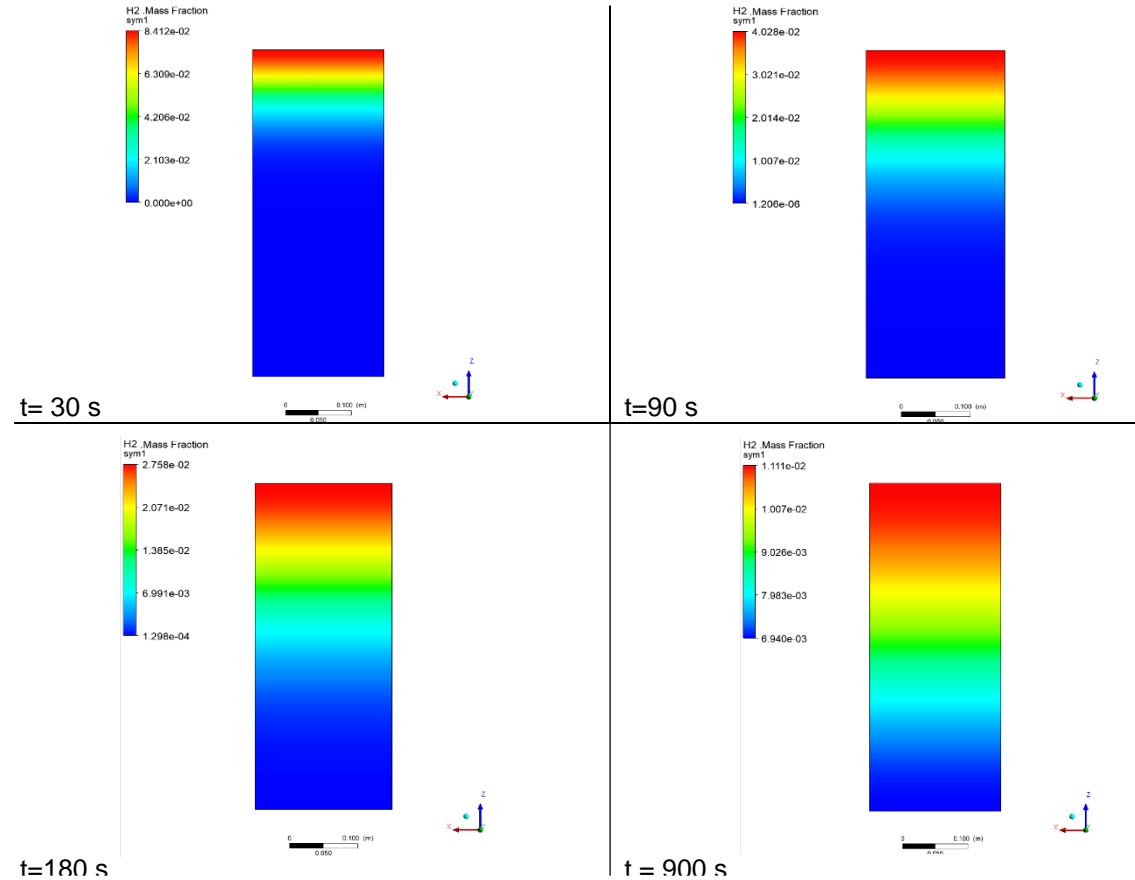 H2 .Mass Fraction
sym1
8.412e-02
6.309e-02
4.206e-02
2.103e-02
0.000e+00
Z
X
Y
0 0.100 (m)
0.050
t= 30 s
H2 .Mass Fraction
sym1
4.028e-02
3.021e-02
2.014e-02
1.007e-02
1.206e-06
Z
X
0 0.100 (m)
0.050
t=90 s
H2 .Mass Fraction
sym1
2.758e-02
2.071e-02
1.385e-02
6.991e-03
1.298e-04
Z
X
0 0.100 (m)
0.050
t=180 s
H2 .Mass Fraction
sym1
1.111e-02
1.007e-02
9.026e-03
7.983e-03
6.940e-03
Z
X
0 0.100 (m)
0.050
t = 900 s